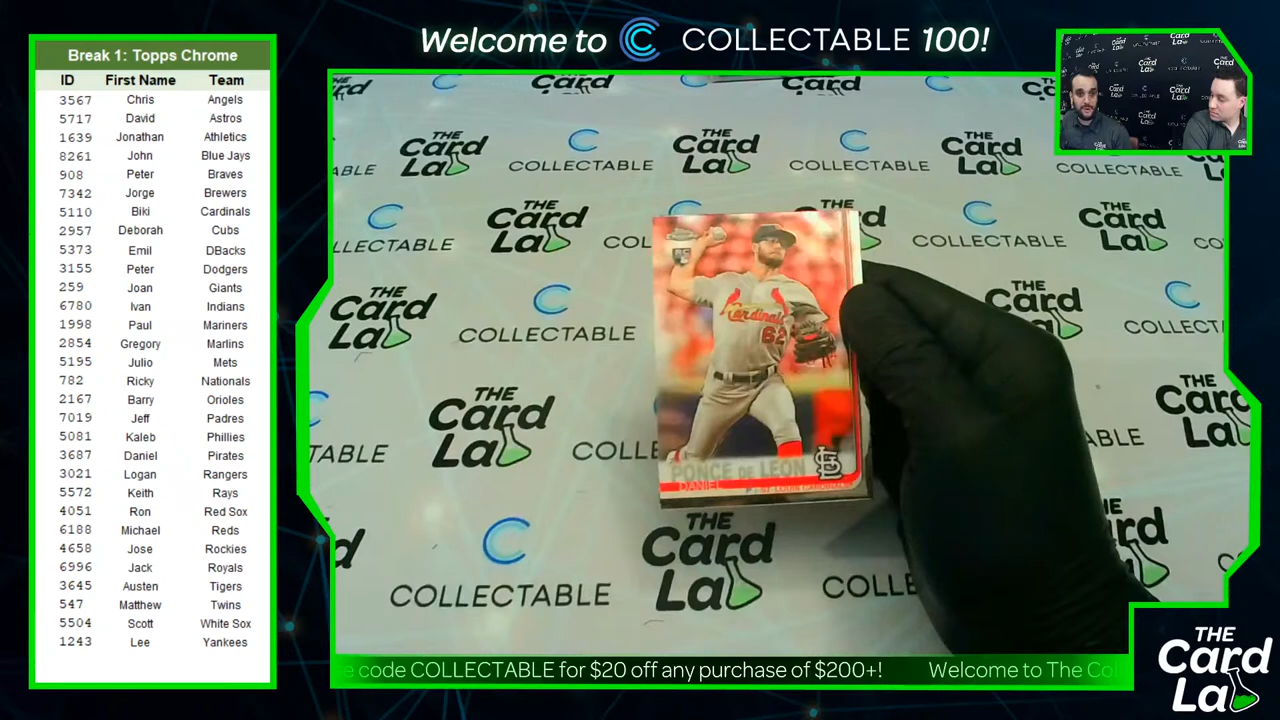 Welcome to COLLECTABLE 100!
Break 1: Topps Chrome
ID First Name Team
3567 Chris Angels
5717 David Astros
1639 Jonathan Athletics
8261 John Blue Jays
908 Peter Braves
7342 Jorge Brewers
5110 Biki Cardinals
2957 Deborah Cubs
5373 Emil DBacks
3155 Peter Dodgers
259 Joan Giants
6780 Ivan Indians
1998 Paul Mariners
2854 Gregory Marlins
5195 Julio Mets
782 Ricky Nationals
2167 Barry Orioles
7019 Jeff Padres
5081 Kaleb Phillies
3687 Daniel Pirates
3021 Logan Rangers
5572 Keith Rays
4051 Ron Red Sox
6188 Michael Reds
4658 Jose Rockies
6996 Jack Royals
3645 Austen Tigers
547 Matthew Twins
5504 Scott White Sox
1243 Lee Yankees
THE Card Lab COLLECTABLE
Cardinals
62
PONCE DE LEON
DANIEL
ST. LOUIS CARDINALS
e code COLLECTABLE for $20 off any purchase of $200+! Welcome to The Co
THE
Card
Lab